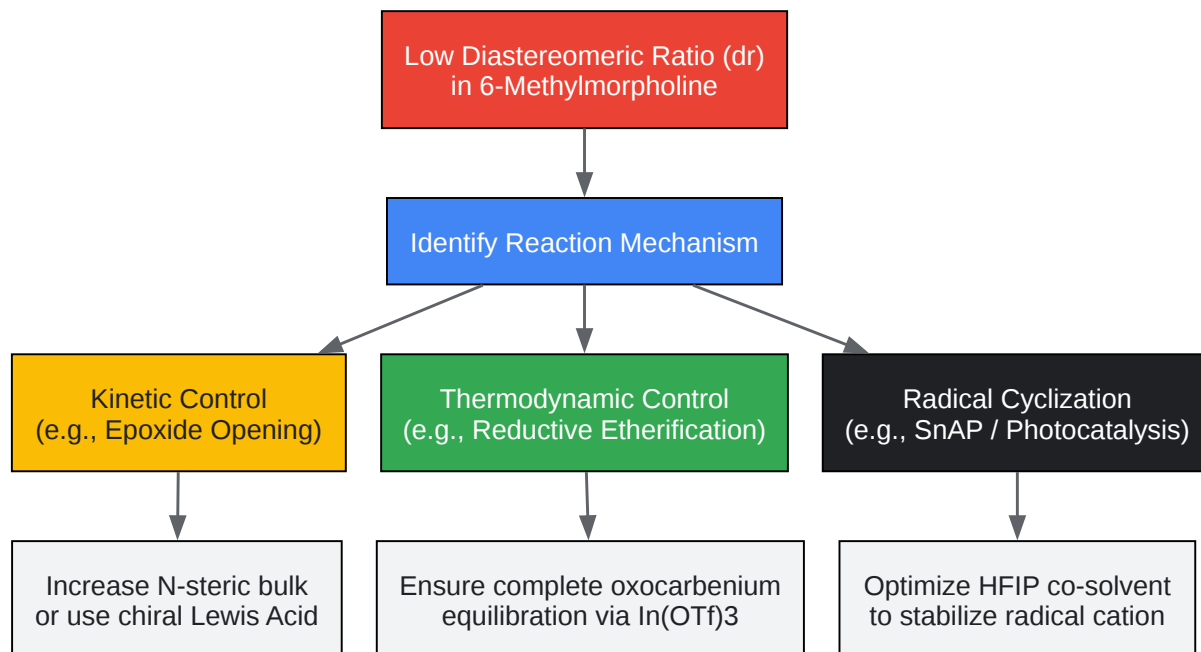 Low Diastereomeric Ratio (dr)
in 6-Methylmorpholine
Identify Reaction Mechanism
Kinetic Control
(e.g., Epoxide Opening)
Thermodynamic Control
(e.g., Reductive Etherification)
Radical Cyclization
(e.g., SnAP / Photocatalysis)
Increase N-steric bulk
or use chiral Lewis Acid
Ensure complete oxocarbenium
equilibration via In(OTf)3
Optimize HFIP co-solvent
to stabilize radical cation